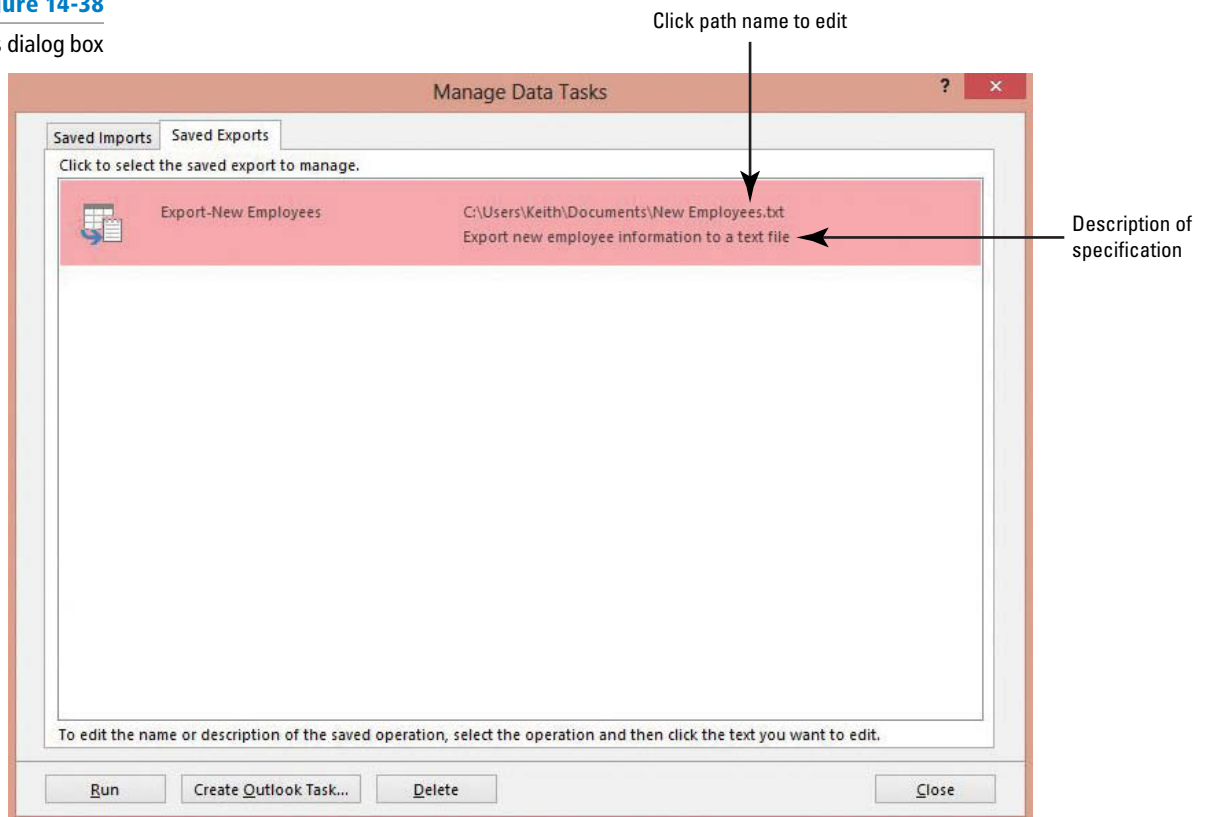 ure 14-38
s dialog box
Click path name to edit
Manage Data Tasks
?
×
Saved Imports
Saved Exports
Click to select the saved export to manage.
Export-New Employees
C:\Users\Keith\Documents\New Employees.txt
Export new employee information to a text file
Description of
specification
To edit the name or description of the saved operation, select the operation and then click the text you want to edit.
Run
Create Outlook Task...
Delete
Close